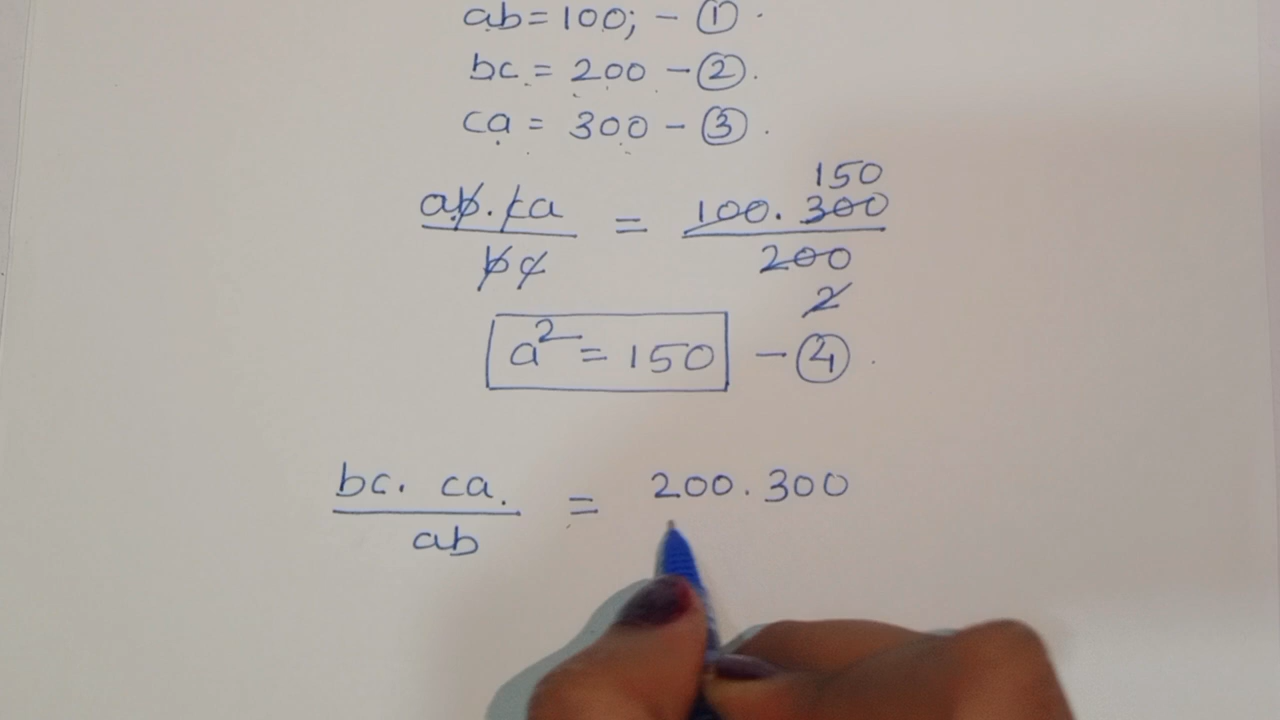 ab = 100; - ①
bc = 200 - ②.
ca = 300 - ③.
150
ab.ca = 100.300
bc 200
2
a² = 150 - ④.
bc. ca. = 200.300
ab